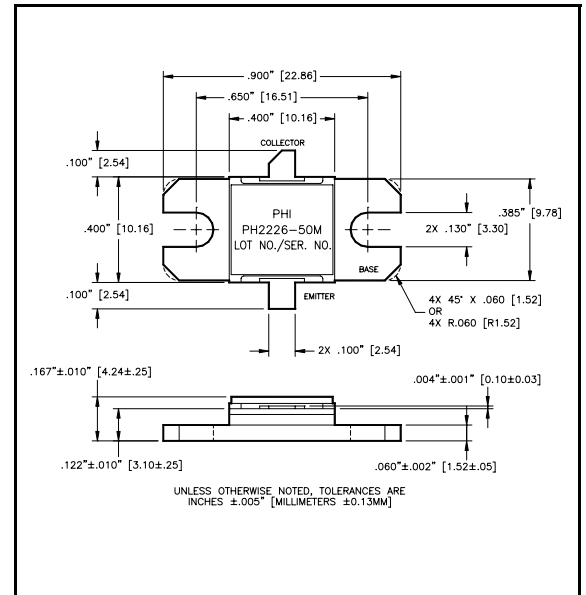 .900" [22.86]
.650" [16.51]
.400" [10.16]
COLLECTOR
.100" [2.54]
.385" [9.78]
PHI
PH2226-50M
LOT NO./SER. NO.
.400" [10.16]
2X .130" [3.30]
BASE
.100" [2.54]
EMITTER
4X 45° X .060 [1.52]
OR
4X R.060 [R1.52]
2X .100" [2.54]
.167"±.010" [4.24±.25]
.004"±.001" [0.10±0.03]
.122"±.010" [3.10±.25]
.060"±.002" [1.52±.05]
UNLESS OTHERWISE NOTED, TOLERANCES ARE
INCHES ±.005" [MILLIMETERS ±0.13MM]